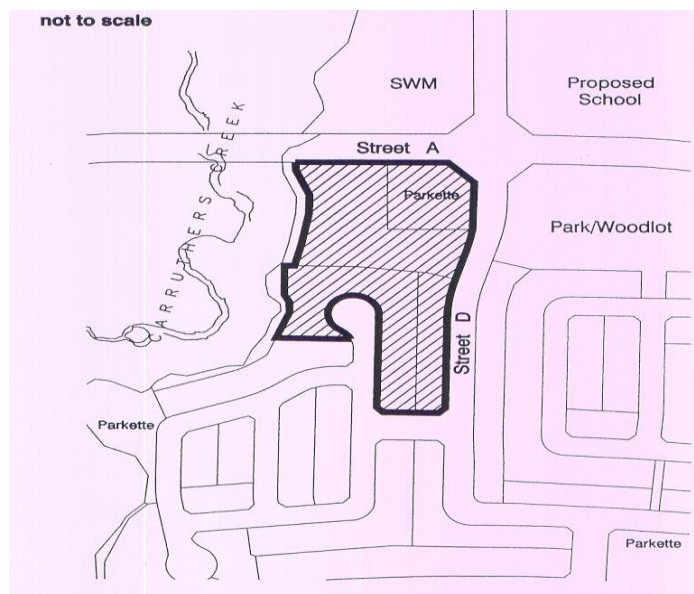 not to scale
SWM
Proposed
School
Street A
CARRUTHERS CREEK
Parkette
Park/Woodlot
Street D
Parkette
Parkette